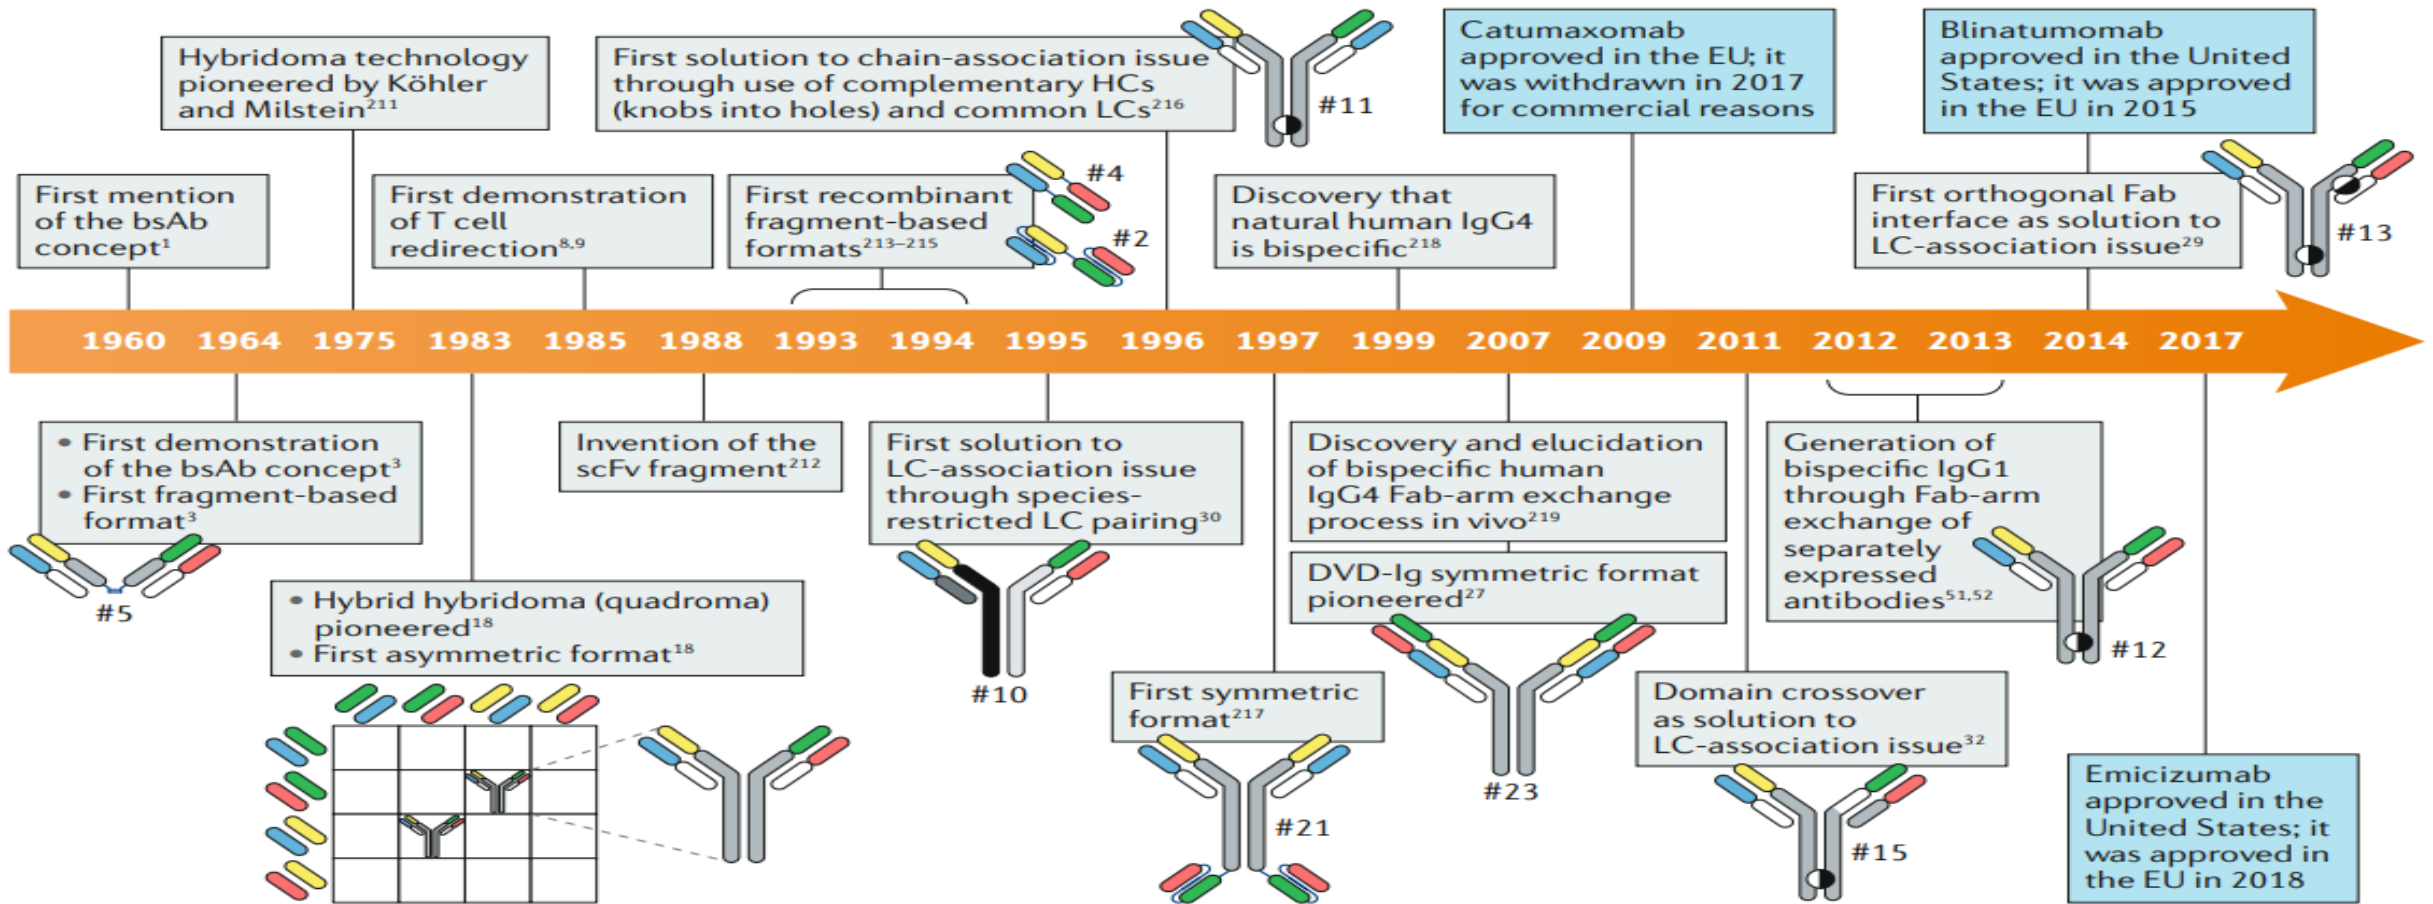 Hybridoma technology
pioneered by Köhler
and Milstein²¹¹
First solution to chain-association issue
through use of complementary HCs
(knobs into holes) and common LCs²¹⁶
#11
Catumaxomab
approved in the EU; it
was withdrawn in 2017
for commercial reasons
Blinatumomab
approved in the United
States; it was approved
in the EU in 2015
First mention
of the bsAb
concept¹
First demonstration
of T cell
redirection⁸,⁹
First recombinant
fragment-based
formats²¹³–²¹⁵
#4
#2
Discovery that
natural human IgG4
is bispecific²¹⁸
First orthogonal Fab
interface as solution to
LC-association issue²⁹
#13
1960 1964 1975 1983 1985 1988 1993 1994 1995 1996 1997 1999 2007 2009 2011 2012 2013 2014 2017
• First demonstration
of the bsAb concept³
• First fragment-based
format³
#5
• Hybrid hybridoma (quadroma)
pioneered¹⁸
• First asymmetric format¹⁸
Invention of the
scFv fragment²¹²
First solution to
LC-association issue
through species-
restricted LC pairing³⁰
#10
First symmetric
format²¹⁷
#21
Discovery and elucidation
of bispecific human
IgG4 Fab-arm exchange
process in vivo²¹⁹
DVD-Ig symmetric format
pioneered²⁷
#23
Domain crossover
as solution to
LC-association issue³²
#15
Generation of
bispecific IgG1
through Fab-arm
exchange of
separately
expressed
antibodies⁵¹,⁵²
#12
Emicizumab
approved in the
United States; it
was approved in
the EU in 2018